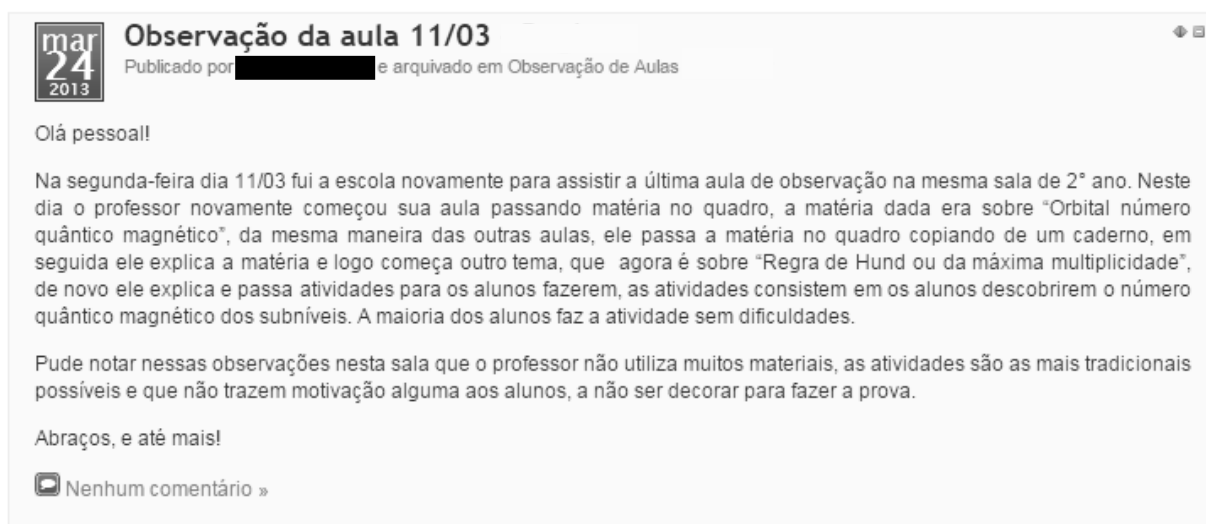 mar
24
2013
Observação da aula 11/03
Publicado por e arquivado em Observação de Aulas
Olá pessoal!
Na segunda-feira dia 11/03 fui a escola novamente para assistir a última aula de observação na mesma sala de 2° ano. Neste
dia o professor novamente começou sua aula passando matéria no quadro, a matéria dada era sobre “Orbital número
quântico magnético”, da mesma maneira das outras aulas, ele passa a matéria no quadro copiando de um caderno, em
seguida ele explica a matéria e logo começa outro tema, que agora é sobre “Regra de Hund ou da máxima multiplicidade”,
de novo ele explica e passa atividades para os alunos fazerem, as atividades consistem em os alunos descobrirem o número
quântico magnético dos subníveis. A maioria dos alunos faz a atividade sem dificuldades.
Pude notar nessas observações nesta sala que o professor não utiliza muitos materiais, as atividades são as mais tradicionais
possíveis e que não trazem motivação alguma aos alunos, a não ser decorar para fazer a prova.
Abraços, e até mais!
Nenhum comentário »